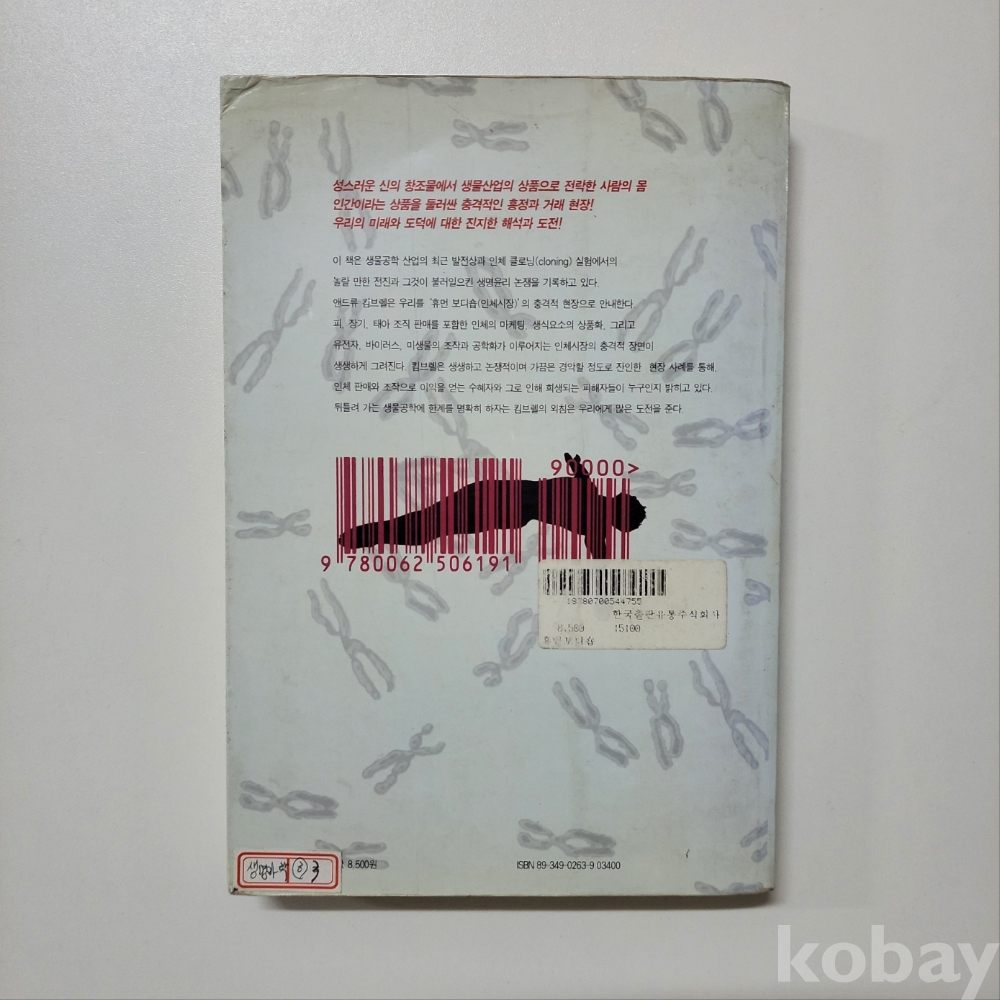 성스러운 신의 창조물에서 생물산업의 상품으로 전락한 사람의 몸
인간이라는 상품을 둘러싼 충격적인 흥정과 거래 현장!
우리의 미래와 도덕에 대한 진지한 해석과 도전!
이 책은 생물공학 산업의 최근 발전상과 인체 클로닝(cloning) 실험에서의
놀랄 만한 전진과 그것이 불러일으킨 생명윤리 논쟁을 기록하고 있다.
앤드류 킴브렐은 우리를 '휴먼 보디숍(인체시장)'의 충격적 현장으로 안내한다.
피, 장기, 태아 조직 판매를 포함한 인체의 마케팅, 생식요소의 상품화, 그리고
유전자, 바이러스, 미생물의 조작과 공학화가 이루어지는 인체시장의 충격적 장면이
생생하게 그려진다. 킴브렐은 생생하고 논쟁적이며 가끔은 경악할 정도로 잔인한 현장 사례를 통해,
인체 판매와 조작으로 이익을 얻는 수혜자와 그로 인해 희생되는 피해자들이 누구인지 밝히고 있다.
뒤틀려 가는 생물공학에 한계를 명확히 하자는 킴브렐의 외침은 우리에게 많은 도전을 준다.
90000>
9 780062 506191
한국출판유통주식회사
8,500 15100
휴먼보디숍
8,500원
ISBN 89-349-0263-9 03400
kobay